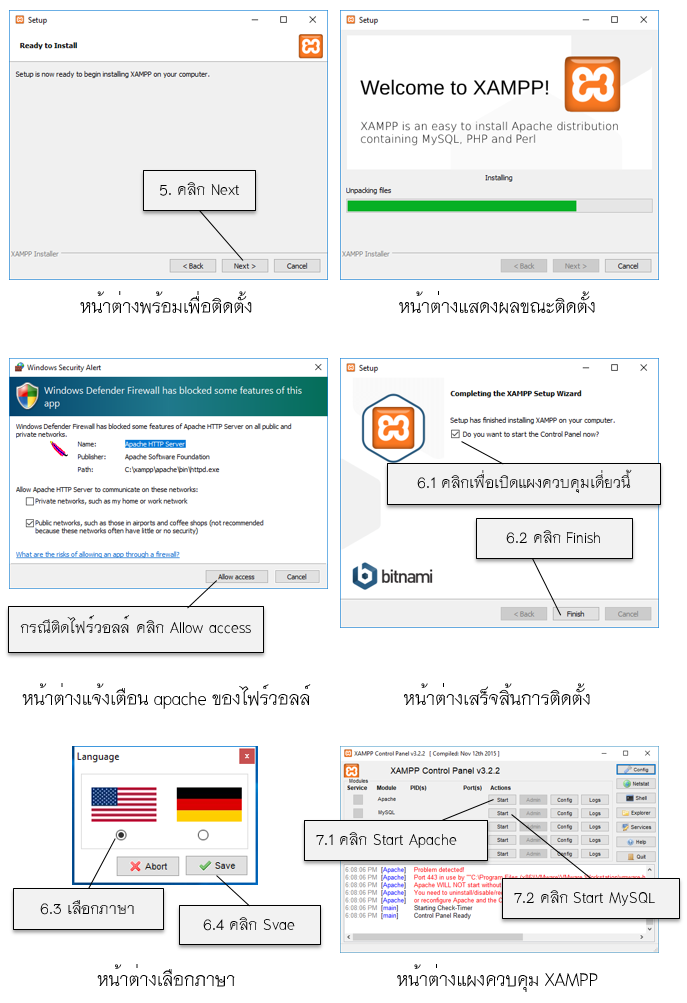 Setup
Ready to Install
Setup is now ready to begin installing XAMPP on your computer.
5. คลิก Next
XAMPP Installer
< Back
Next >
Cancel
หน้าต่างพร้อมเพื่อติดตั้ง
Setup
Welcome to XAMPP!
XAMPP is an easy to install Apache distribution
containing MySQL, PHP and Perl
Installing
Unpacking files
XAMPP Installer
< Back
Next >
Cancel
หน้าต่างแสดงผลขณะติดตั้ง
Windows Security Alert
Windows Defender Firewall has blocked some features of this
app
Windows Defender Firewall has blocked some features of Apache HTTP Server on all public and
private networks.
Name: Apache HTTP Server
Publisher: Apache Software Foundation
Path: C:\xampp\apache\bin\httpd.exe
Allow Apache HTTP Server to communicate on these networks:
Private networks, such as my home or work network
Public networks, such as those in airports and coffee shops (not recommended
because these networks often have little or no security)
What are the risks of allowing an app through a firewall?
Allow access
Cancel
กรณีติดไฟร์วอลล์ คลิก Allow access
หน้าต่างแจ้งเตือน apache ของไฟร์วอลล์
Setup
Completing the XAMPP Setup Wizard
Setup has finished installing XAMPP on your computer.
Do you want to start the Control Panel now?
6.1 คลิกเพื่อเปิดแผงควบคุมเดี่ยวนี้
6.2 คลิก Finish
bitnami
< Back
Finish
Cancel
หน้าต่างเสร็จสิ้นการติดตั้ง
Language
x
Abort
Save
6.3 เลือกภาษา
6.4 คลิก Svae
หน้าต่างเลือกภาษา
XAMPP Control Panel v3.2.2 [ Compiled: Nov 12th 2015 ]
XAMPP Control Panel v3.2.2
Config
Modules
Service Module PID(s) Port(s) Actions
Netstat
Apache Start Admin Config Logs
Shell
MySQL Start Admin Config Logs
Explorer
Start Admin Config Logs
Services
7.1 คลิก Start Apache
Start Admin Config Logs
Help
Start Admin Config Logs
Quit
6:08:06 PM [Apache] Problem detected!
6:08:06 PM [Apache] Port 443 in use by ""C:\Program Files
6:08:06 PM [Apache] Apache WILL NOT start without
6:08:06 PM [Apache] You need to uninstall/disable/re
6:08:06 PM [Apache] or reconfigure Apache and the C
6:08:06 PM [main] Starting Check-Timer
6:08:06 PM [main] Control Panel Ready
7.2 คลิก Start MySQL
หน้าต่างแผงควบคุม XAMPP